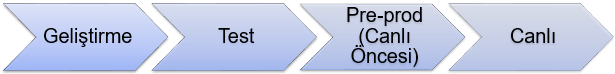 Geliştirme
Test
Pre-prod
(Canlı
Öncesi)
Canlı